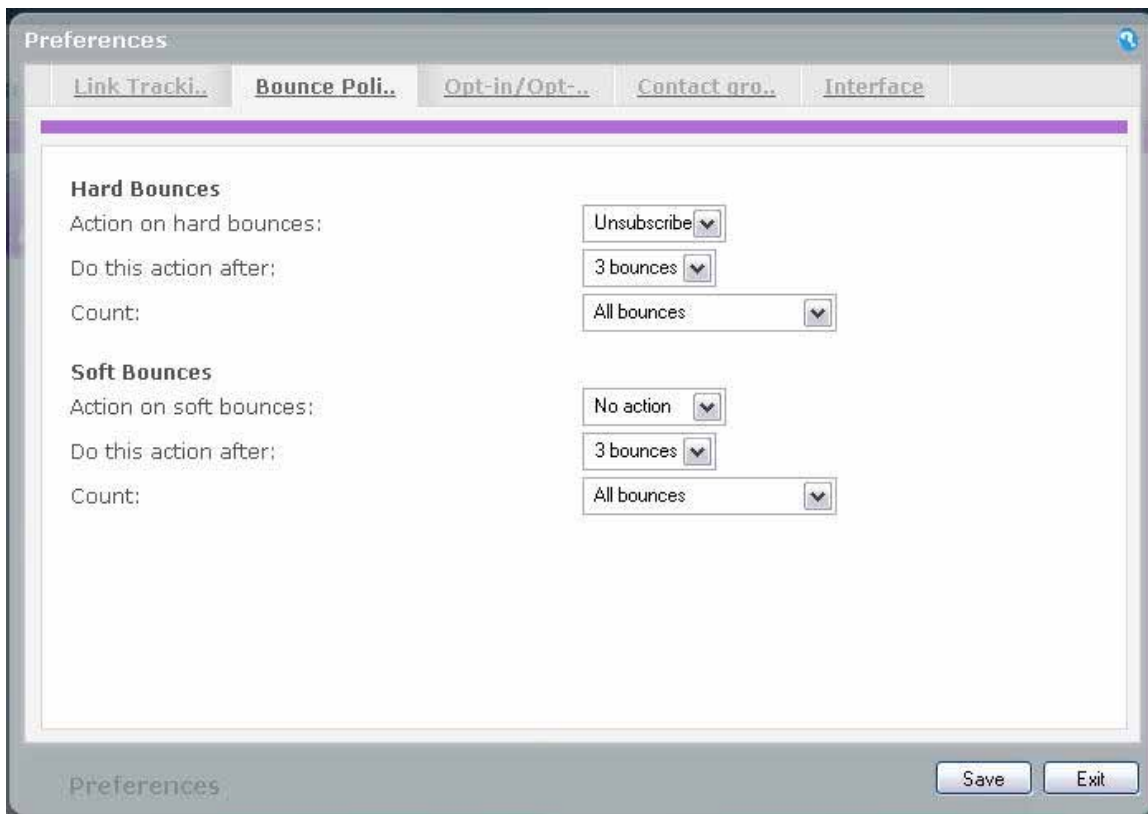 Preferences
Link Tracki.. Bounce Poli.. Opt-in/Opt-.. Contact gro.. Interface
Hard Bounces
Action on hard bounces: Unsubscribe
Do this action after: 3 bounces
Count: All bounces
Soft Bounces
Action on soft bounces: No action
Do this action after: 3 bounces
Count: All bounces
Preferences Save Exit